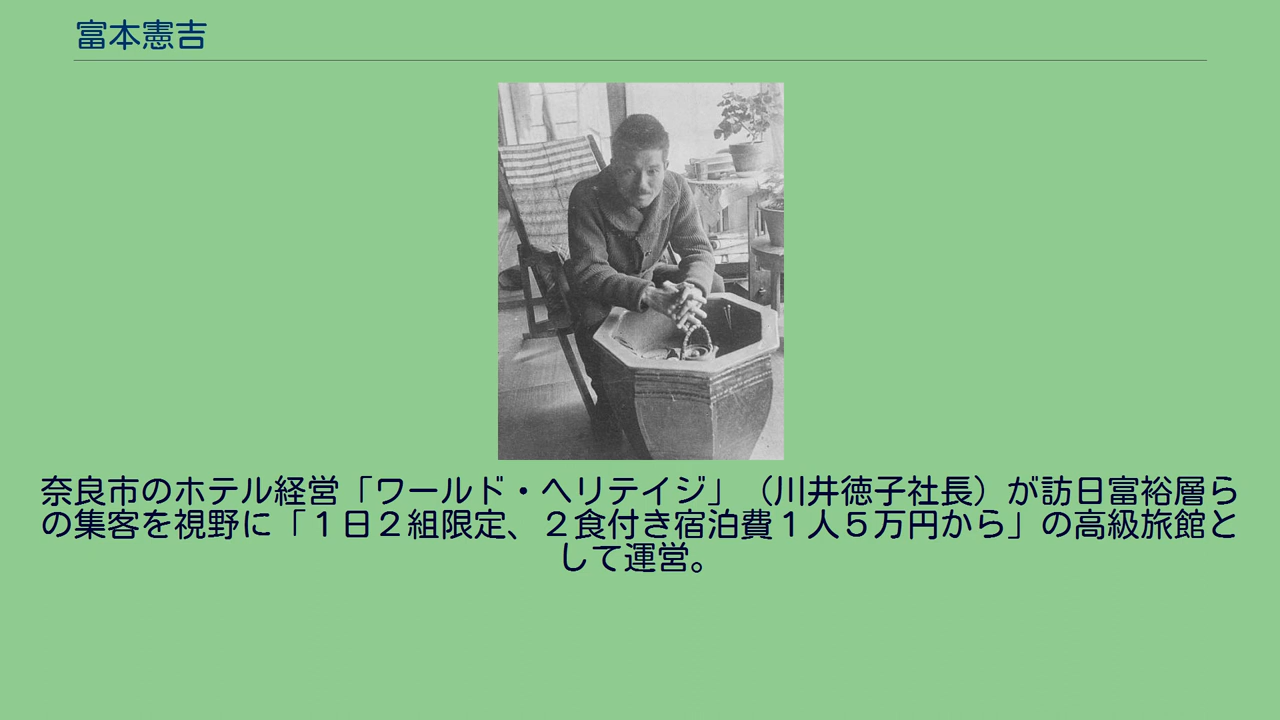 富本憲吉
奈良市のホテル経営「ワールド・ヘリテイジ」（川井徳子社長）が訪日富裕層ら
の集客を視野に「１日２組限定、２食付き宿泊費１人５万円から」の高級旅館と
して運営。